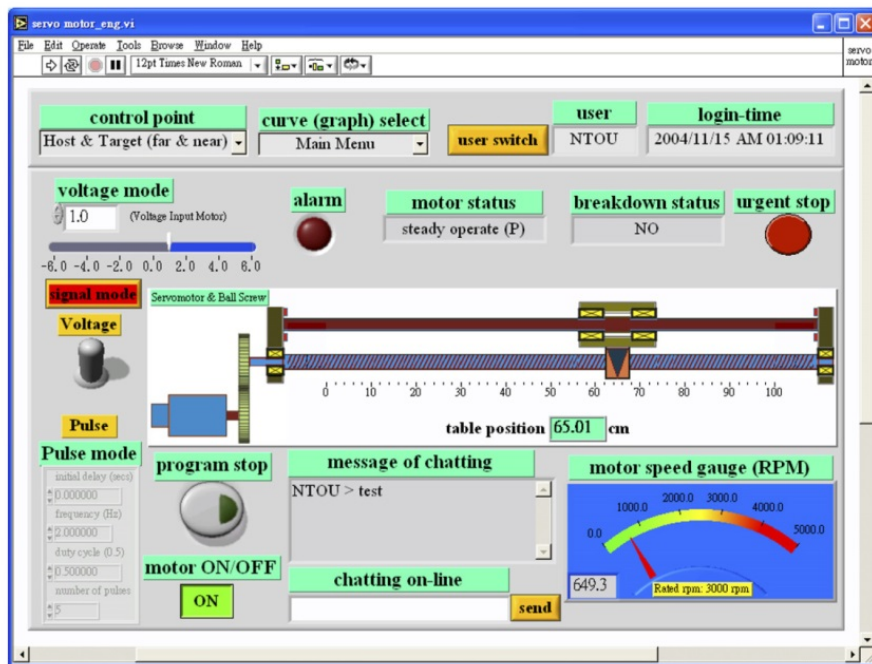 servo motor_eng.vi
File Edit Operate Tools Browse Window Help
12pt Times New Roman
servo
motor
control point
curve (graph) select
user
login-time
Host & Target (far & near)
Main Menu
user switch
NTOU
2004/11/15 AM 01:09:11
voltage mode
alarm
motor status
breakdown status
urgent stop
1.0
(Voltage Input Motor)
steady operate (P)
NO
-6.0 -4.0 -2.0 0.0 2.0 4.0 6.0
signal mode
Servomotor & Ball Screw
Voltage
0 10 20 30 40 50 60 70 80 90 100
Pulse
table position 65.01 cm
Pulse mode
initial delay (secs)
0.000000
frequency (Hz)
2.000000
duty cycle (0.5)
0.500000
number of pulses
5
program stop
motor ON/OFF
ON
message of chatting
NTOU > test
chatting on-line
send
motor speed gauge (RPM)
0.0 1000.0 2000.0 3000.0 4000.0 5000.0
649.3
Rated rpm: 3000 rpm